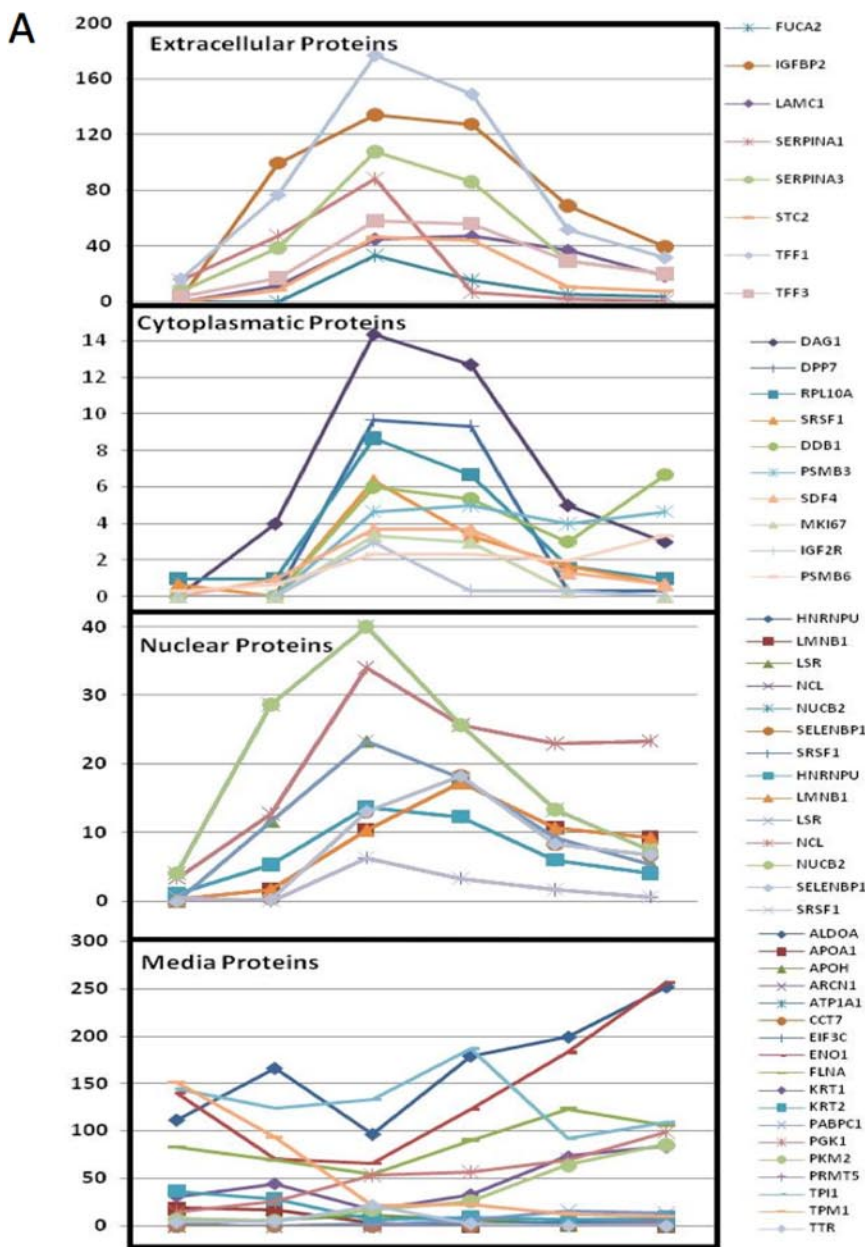 A
Extracellular Proteins
200
160
120
80
40
0
FUCA2
IGFBP2
LAMC1
SERPINA1
SERPINA3
STC2
TFF1
TFF3
Cytoplasmatic Proteins
14
12
10
8
6
4
2
0
DAG1
DPP7
RPL10A
SRSF1
DDB1
PSMB3
SDF4
MKI67
IGF2R
PSMB6
Nuclear Proteins
40
30
20
10
0
HNRNPU
LMNB1
LSR
NCL
NUCB2
SELENBP1
SRSF1
HNRNPU
LMNB1
LSR
NCL
NUCB2
SELENBP1
SRSF1
Media Proteins
300
250
200
150
100
50
0
ALDOA
APOA1
APOH
ARCN1
ATP1A1
CCT7
EIF3C
ENO1
FLNA
KRT1
KRT2
PABPC1
PGK1
PKM2
PRMT5
TPI1
TPM1
TTR